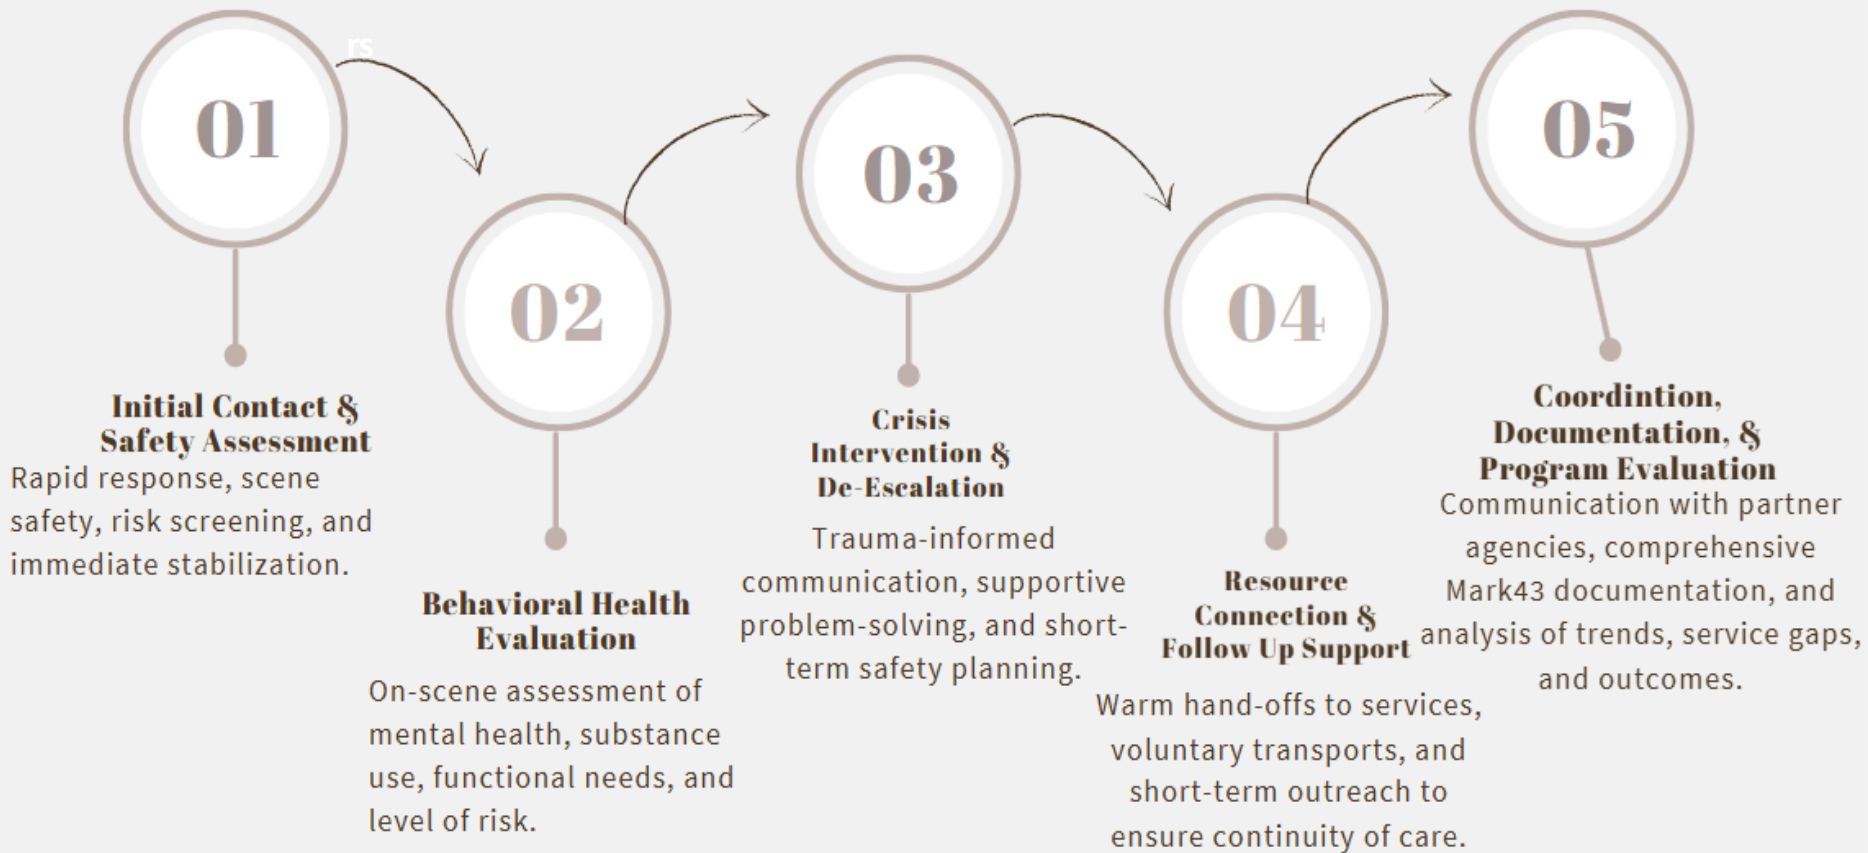 rs
01
Initial Contact &
Safety Assessment
Rapid response, scene
safety, risk screening, and
immediate stabilization.
02
Behavioral Health
Evaluation
On-scene assessment of
mental health, substance
use, functional needs, and
level of risk.
03
Crisis
Intervention &
De-Escalation
Trauma-informed
communication, supportive
problem-solving, and short-
term safety planning.
04
Resource
Connection &
Follow Up Support
Warm hand-offs to services,
voluntary transports, and
short-term outreach to
ensure continuity of care.
05
Coordintion,
Documentation, &
Program Evaluation
Communication with partner
agencies, comprehensive
Mark43 documentation, and
analysis of trends, service gaps,
and outcomes.